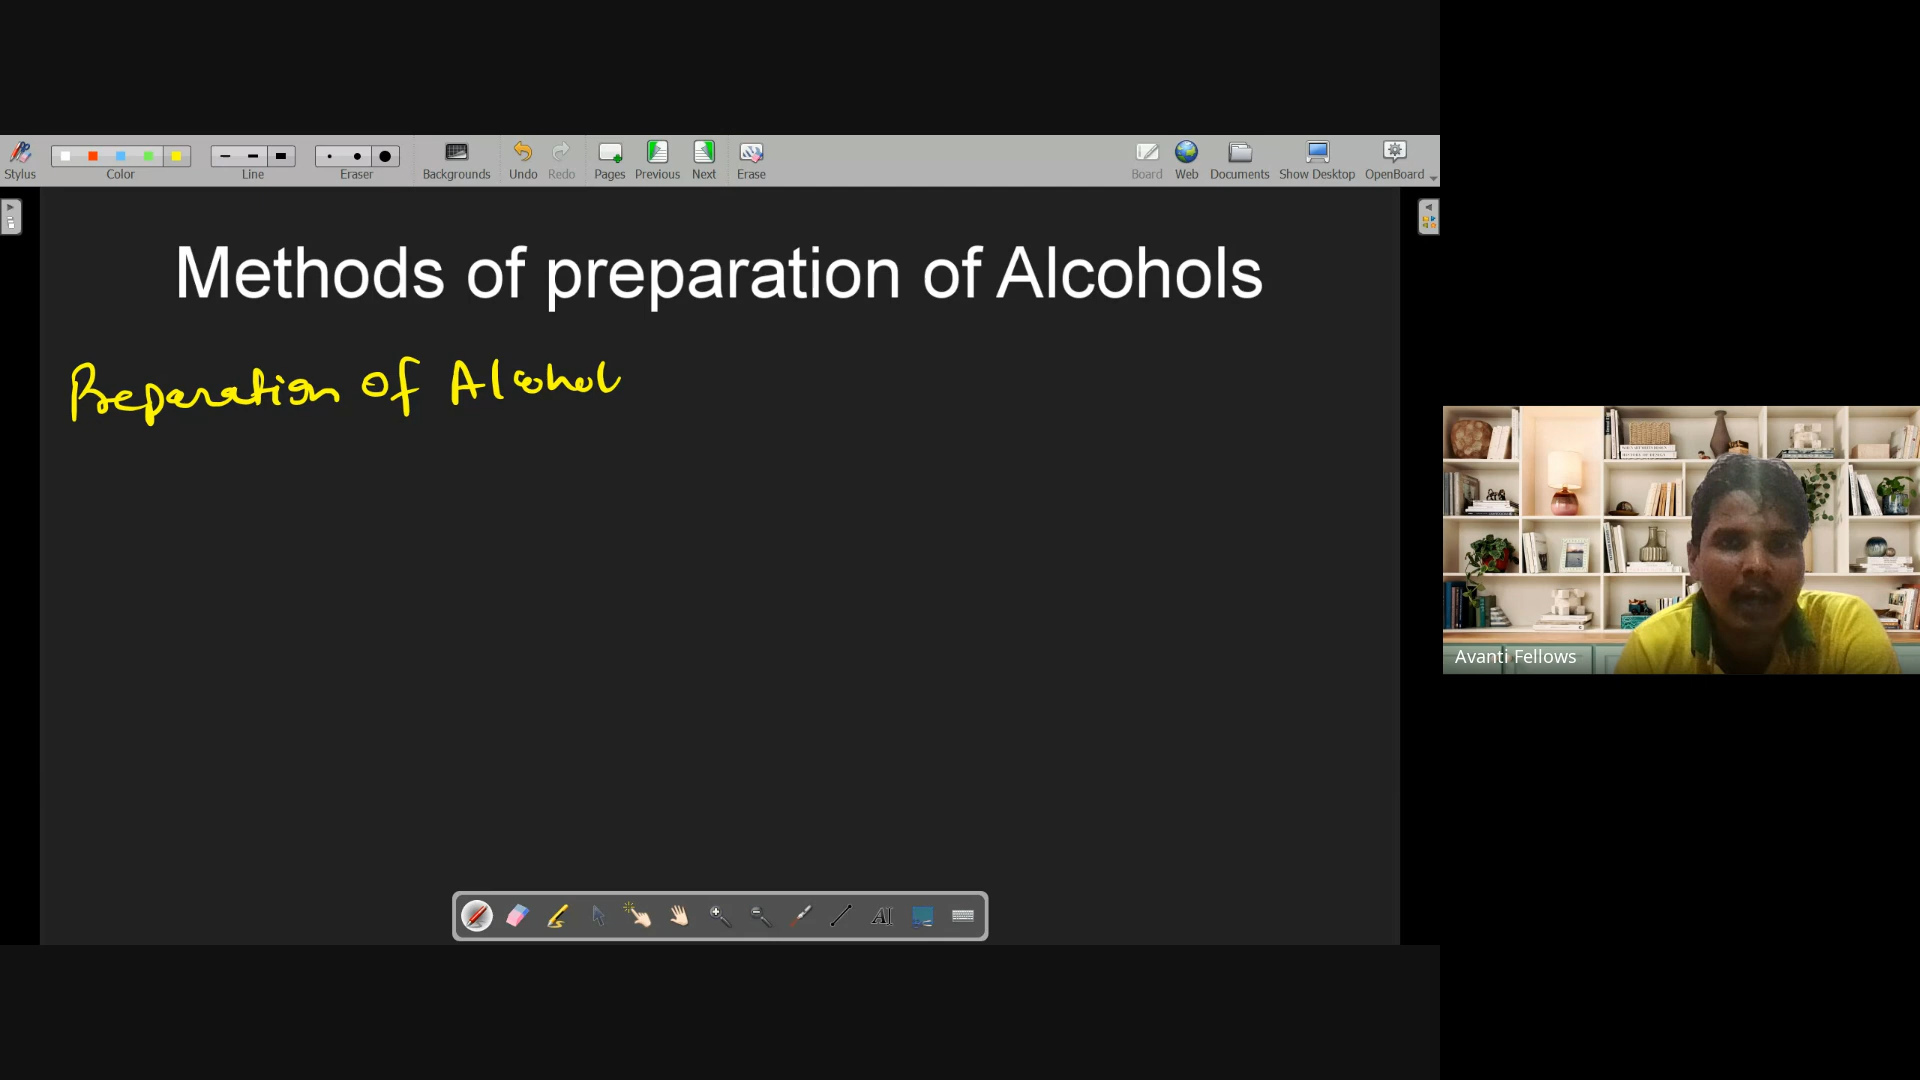 Stylus
Color
Line
Eraser
Backgrounds
Undo
Redo
Pages
Previous
Next
Erase
Board
Web
Documents
Show Desktop
OpenBoard
Methods of preparation of Alcohols
Preparation of Alcohol
Avanti Fellows